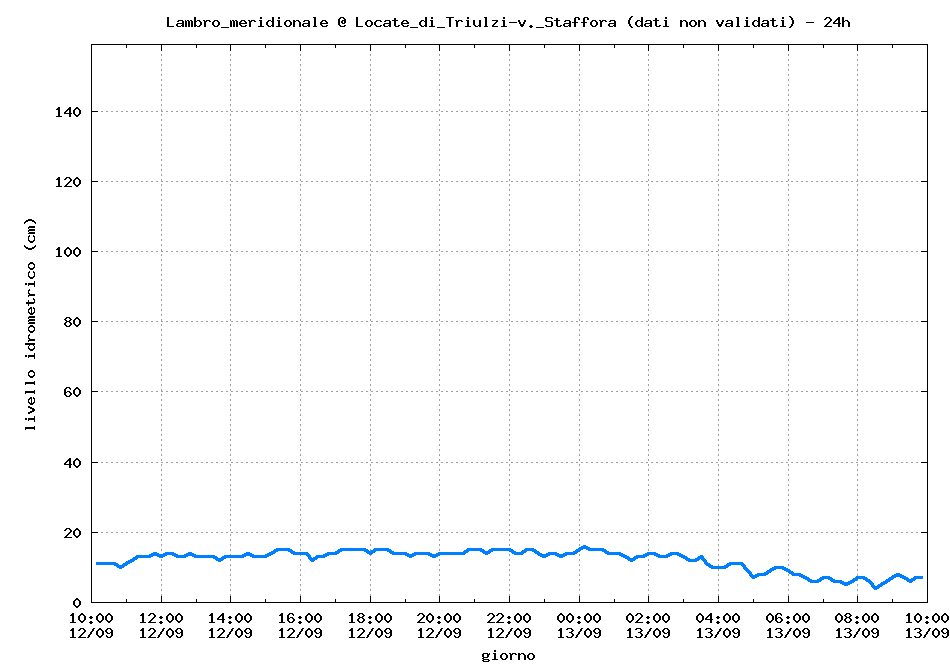 Lambro_meridionale @ Locate_di_Triulzi-v._Staffora (dati non validati) - 24h
livello idrometrico (cm)
140
120
100
80
60
40
20
0
10:00 12:00 14:00 16:00 18:00 20:00 22:00 00:00 02:00 04:00 06:00 08:00 10:00
12/09 12/09 12/09 12/09 12/09 12/09 12/09 13/09 13/09 13/09 13/09 13/09 13/09
giorno